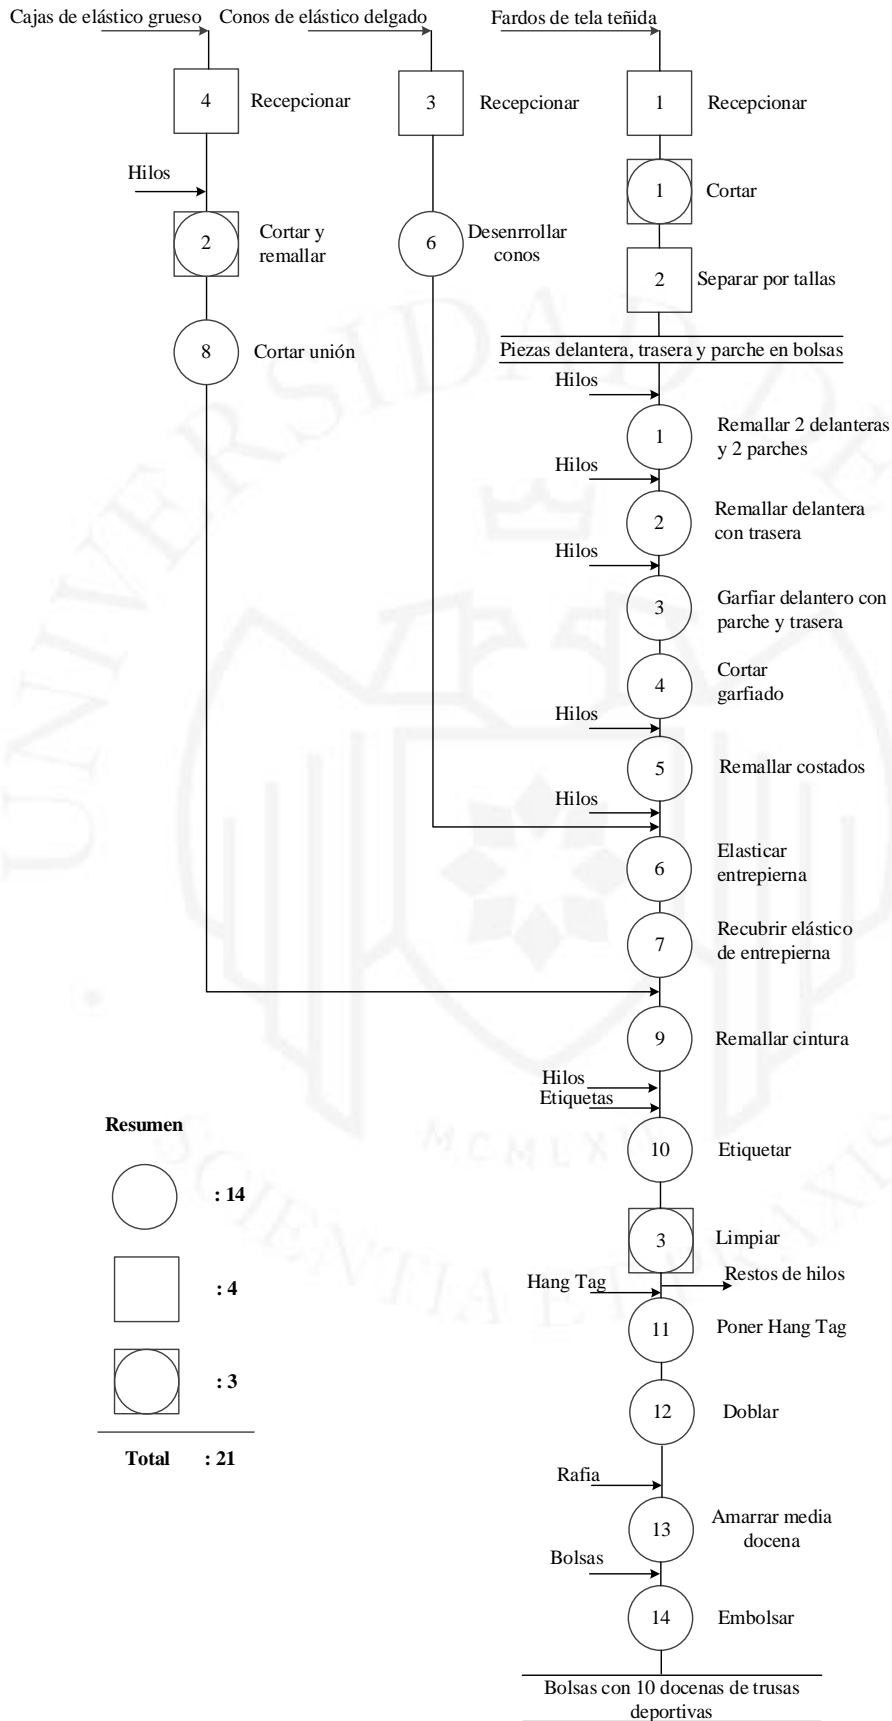 Cajas de elástico grueso
Conos de elástico delgado
Fardos de tela teñida
4
Recepcionar
3
Recepcionar
1
Recepcionar
Hilos
1
Cortar
2
Cortar y
remallar
6
Desenrrollar
conos
2
Separar por tallas
8
Cortar unión
Piezas delantera, trasera y parche en bolsas
Hilos
1
Remallar 2 delanteras
y 2 parches
Hilos
2
Remallar delantera
con trasera
Hilos
3
Garfiar delantero con
parche y trasera
4
Cortar
garfiado
Hilos
5
Remallar costados
Hilos
6
Elasticar
entrepierna
7
Recubrir elástico
de entrepierna
9
Remallar cintura
Hilos
Etiquetas
10
Etiquetar
3
Limpiar
Restos de hilos
Hang Tag
11
Poner Hang Tag
12
Doblar
Rafia
13
Amarrar media
docena
Bolsas
14
Embolsar
Bolsas con 10 docenas de trusas
deportivas
Resumen
: 14
: 4
: 3
Total : 21
UNIVERSIDAD DE
SCIENTIA ET PRAXIS